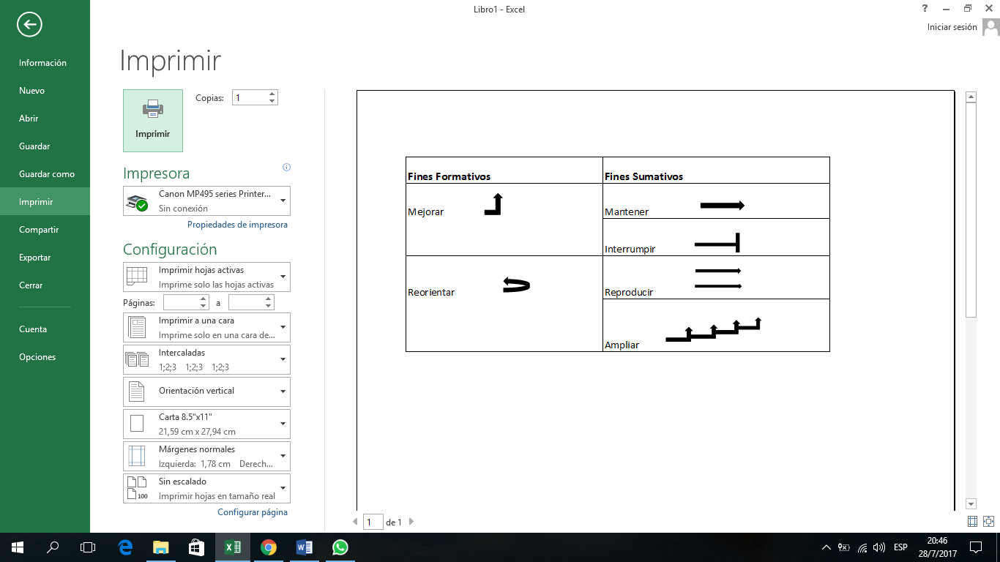 Libro1 - Excel
?
Iniciar sesión
Información
Nuevo
Abrir
Guardar
Guardar como
Imprimir
Compartir
Exportar
Cerrar
Cuenta
Opciones
Imprimir
Imprimir
Copias: 1
Impresora
Canon MP495 series Printer...
Sin conexión
Propiedades de impresora
Configuración
Imprimir hojas activas
Imprime solo las hojas activas
Páginas: a
Imprimir a una cara
Imprime solo en una cara de...
Intercaladas
1;2;3 1;2;3 1;2;3
Orientación vertical
Carta 8.5"x11"
21,59 cm x 27,94 cm
Márgenes normales
Izquierda: 1,78 cm Derech...
Sin escalado
Imprimir hojas en tamaño real
100
Configurar página
Fines Formativos
Fines Sumativos
Mejorar
Mantener
Interrumpir
Reorientar
Reproducir
Ampliar
1 de 1
ESP
20:46
28/7/2017